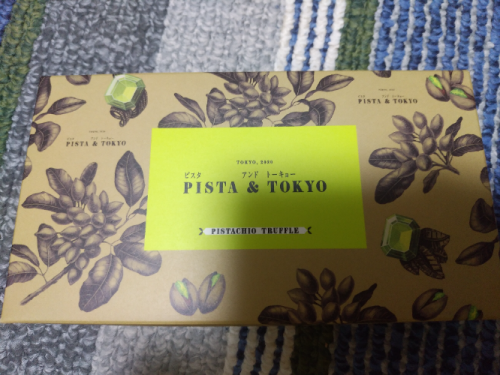 TOKYO, 2020
ピスタ アンド トーキョー
PISTA & TOKYO
PISTACHIO TRUFFLE
PISTA & TOKYO
PISTA & TOKYO